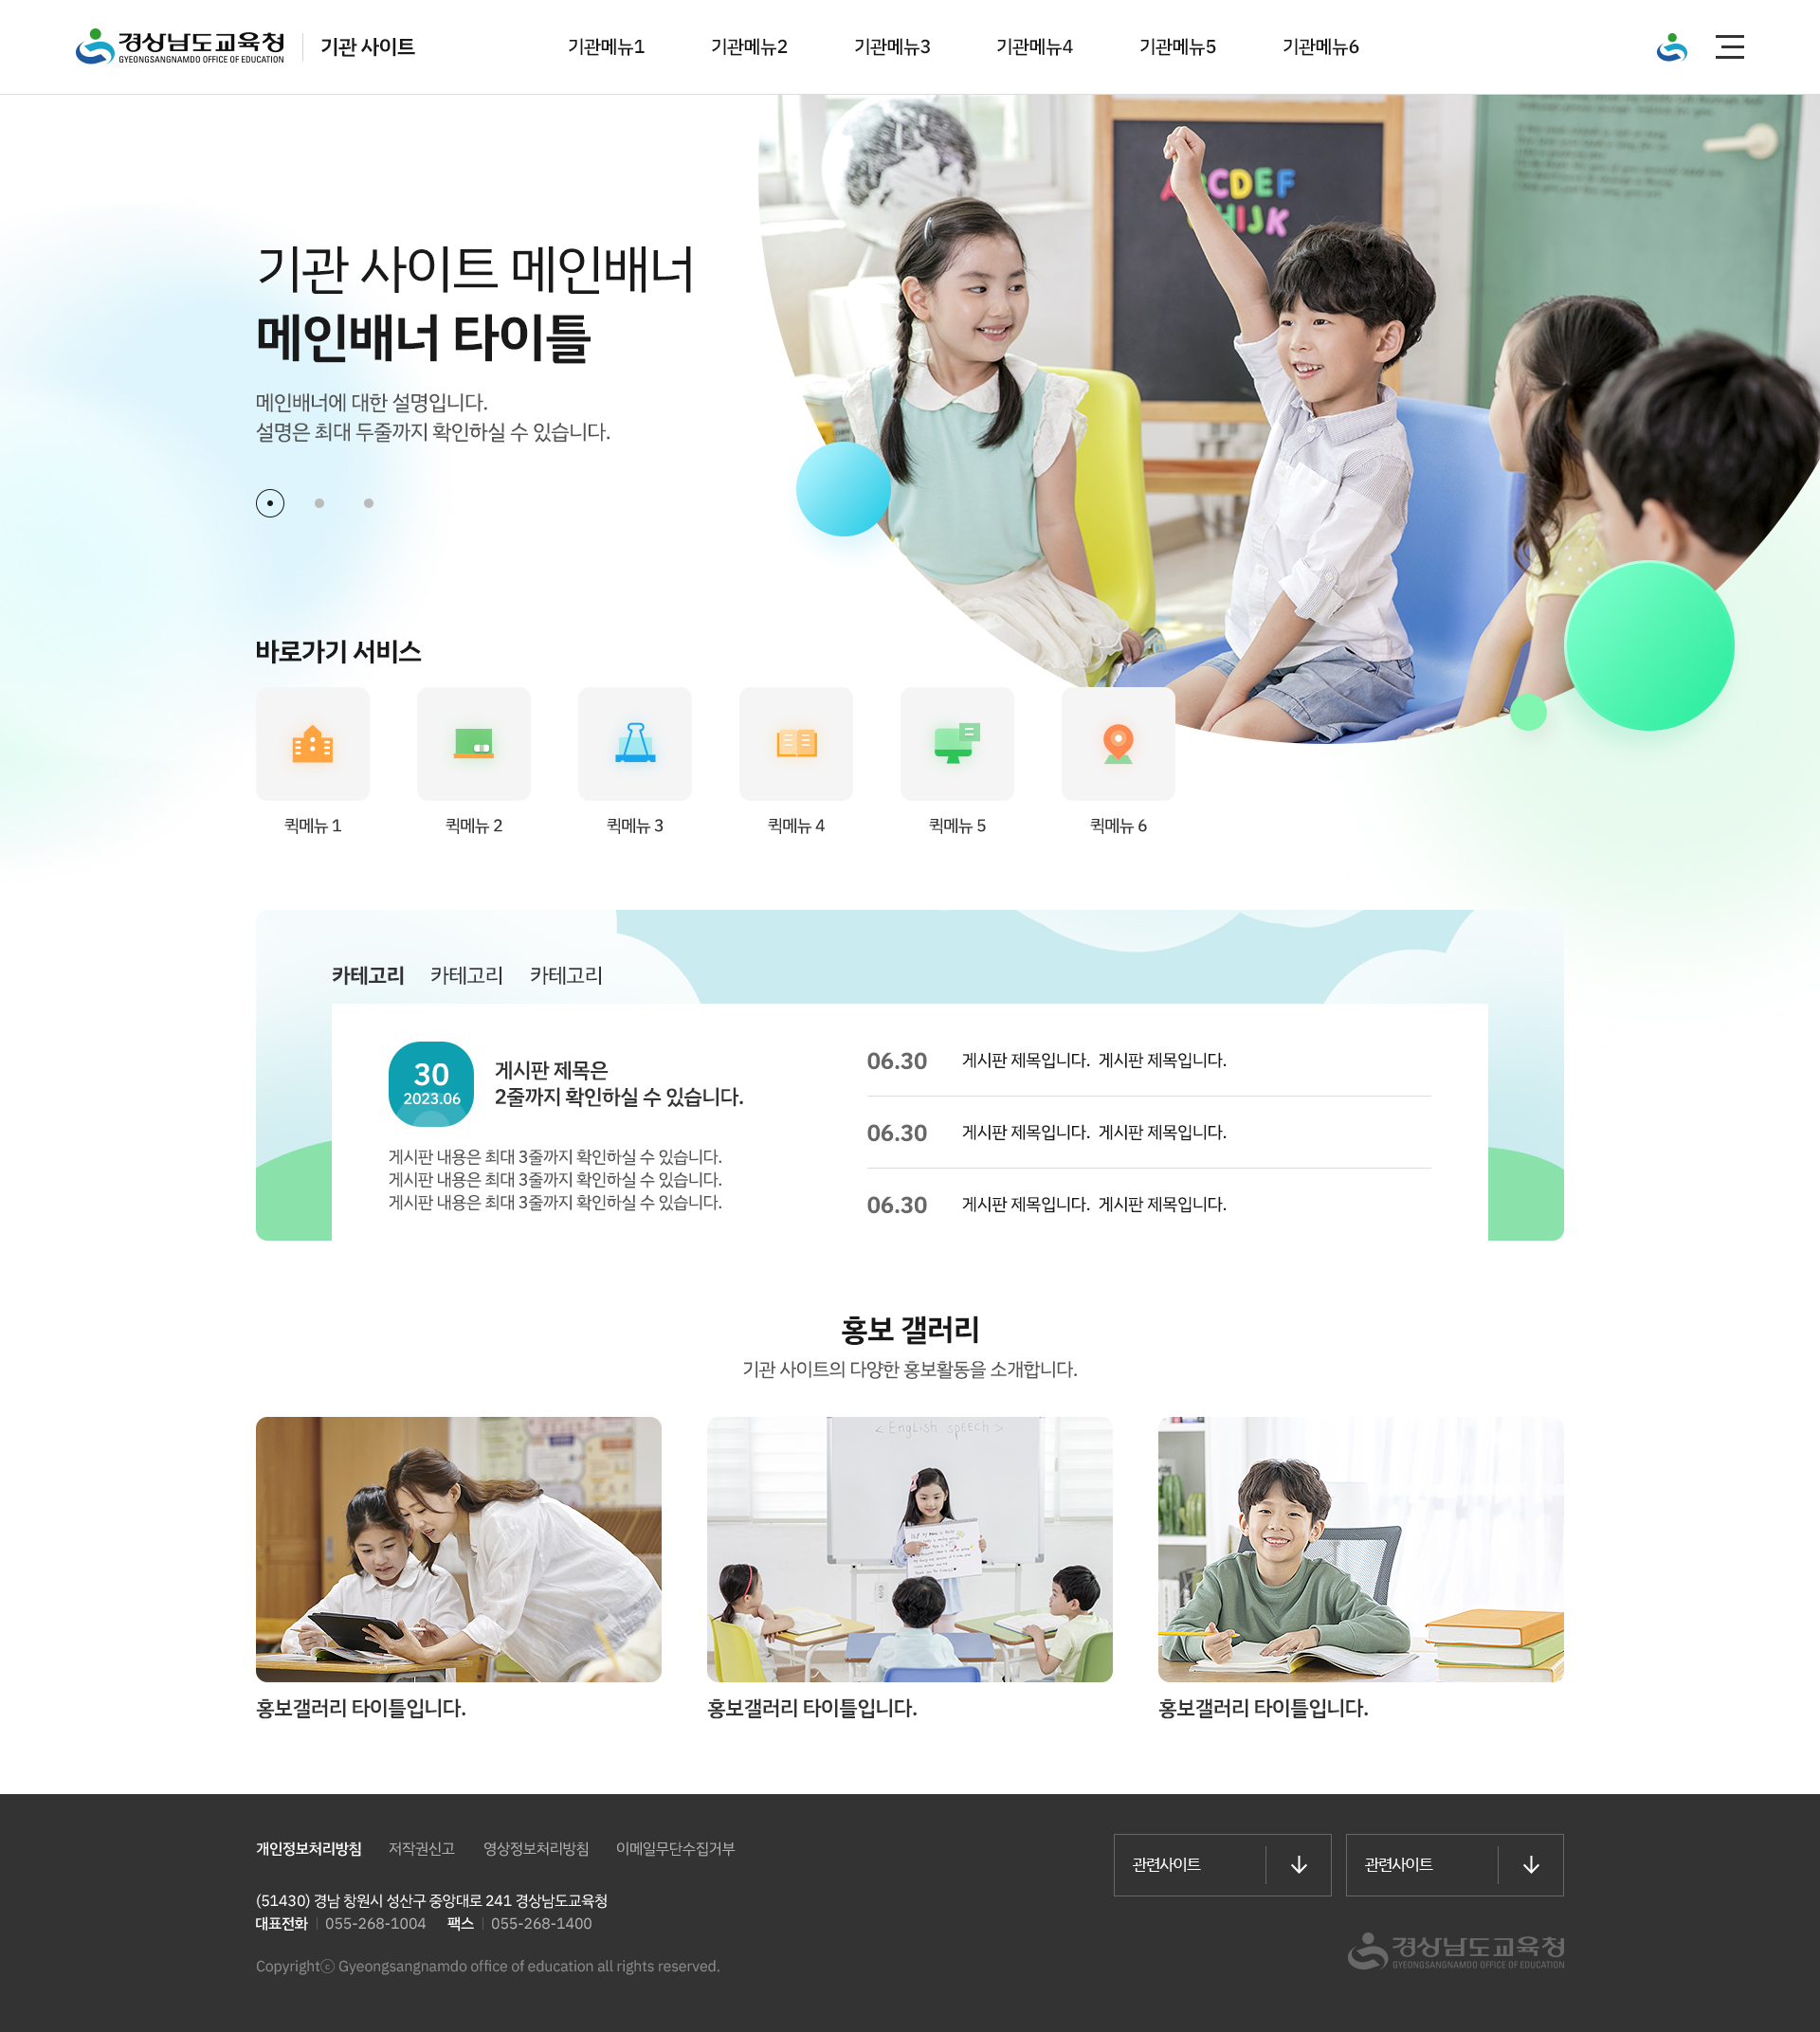 경상남도교육청
GYEONGSANGNAMDO OFFICE OF EDUCATION
기관 사이트
기관메뉴1
기관메뉴2
기관메뉴3
기관메뉴4
기관메뉴5
기관메뉴6
ABCDEF
HIJK
기관 사이트 메인배너
메인배너 타이틀
메인배너에 대한 설명입니다.
설명은 최대 두줄까지 확인하실 수 있습니다.
바로가기 서비스
퀵메뉴 1
퀵메뉴 2
퀵메뉴 3
퀵메뉴 4
퀵메뉴 5
퀵메뉴 6
카테고리
카테고리
카테고리
30
2023.06
게시판 제목은
2줄까지 확인하실 수 있습니다.
게시판 내용은 최대 3줄까지 확인하실 수 있습니다.
게시판 내용은 최대 3줄까지 확인하실 수 있습니다.
게시판 내용은 최대 3줄까지 확인하실 수 있습니다.
06.30 게시판 제목입니다. 게시판 제목입니다.
06.30 게시판 제목입니다. 게시판 제목입니다.
06.30 게시판 제목입니다. 게시판 제목입니다.
홍보 갤러리
기관 사이트의 다양한 홍보활동을 소개합니다.
< English speech >
홍보갤러리 타이틀입니다.
홍보갤러리 타이틀입니다.
홍보갤러리 타이틀입니다.
개인정보처리방침
저작권신고
영상정보처리방침
이메일무단수집거부
(51430) 경남 창원시 성산구 중앙대로 241 경상남도교육청
대표전화 055-268-1004 팩스 055-268-1400
Copyrightⓒ Gyeongsangnamdo office of education all rights reserved.
관련사이트
관련사이트
경상남도교육청
GYEONGSANGNAMDO OFFICE OF EDUCATION